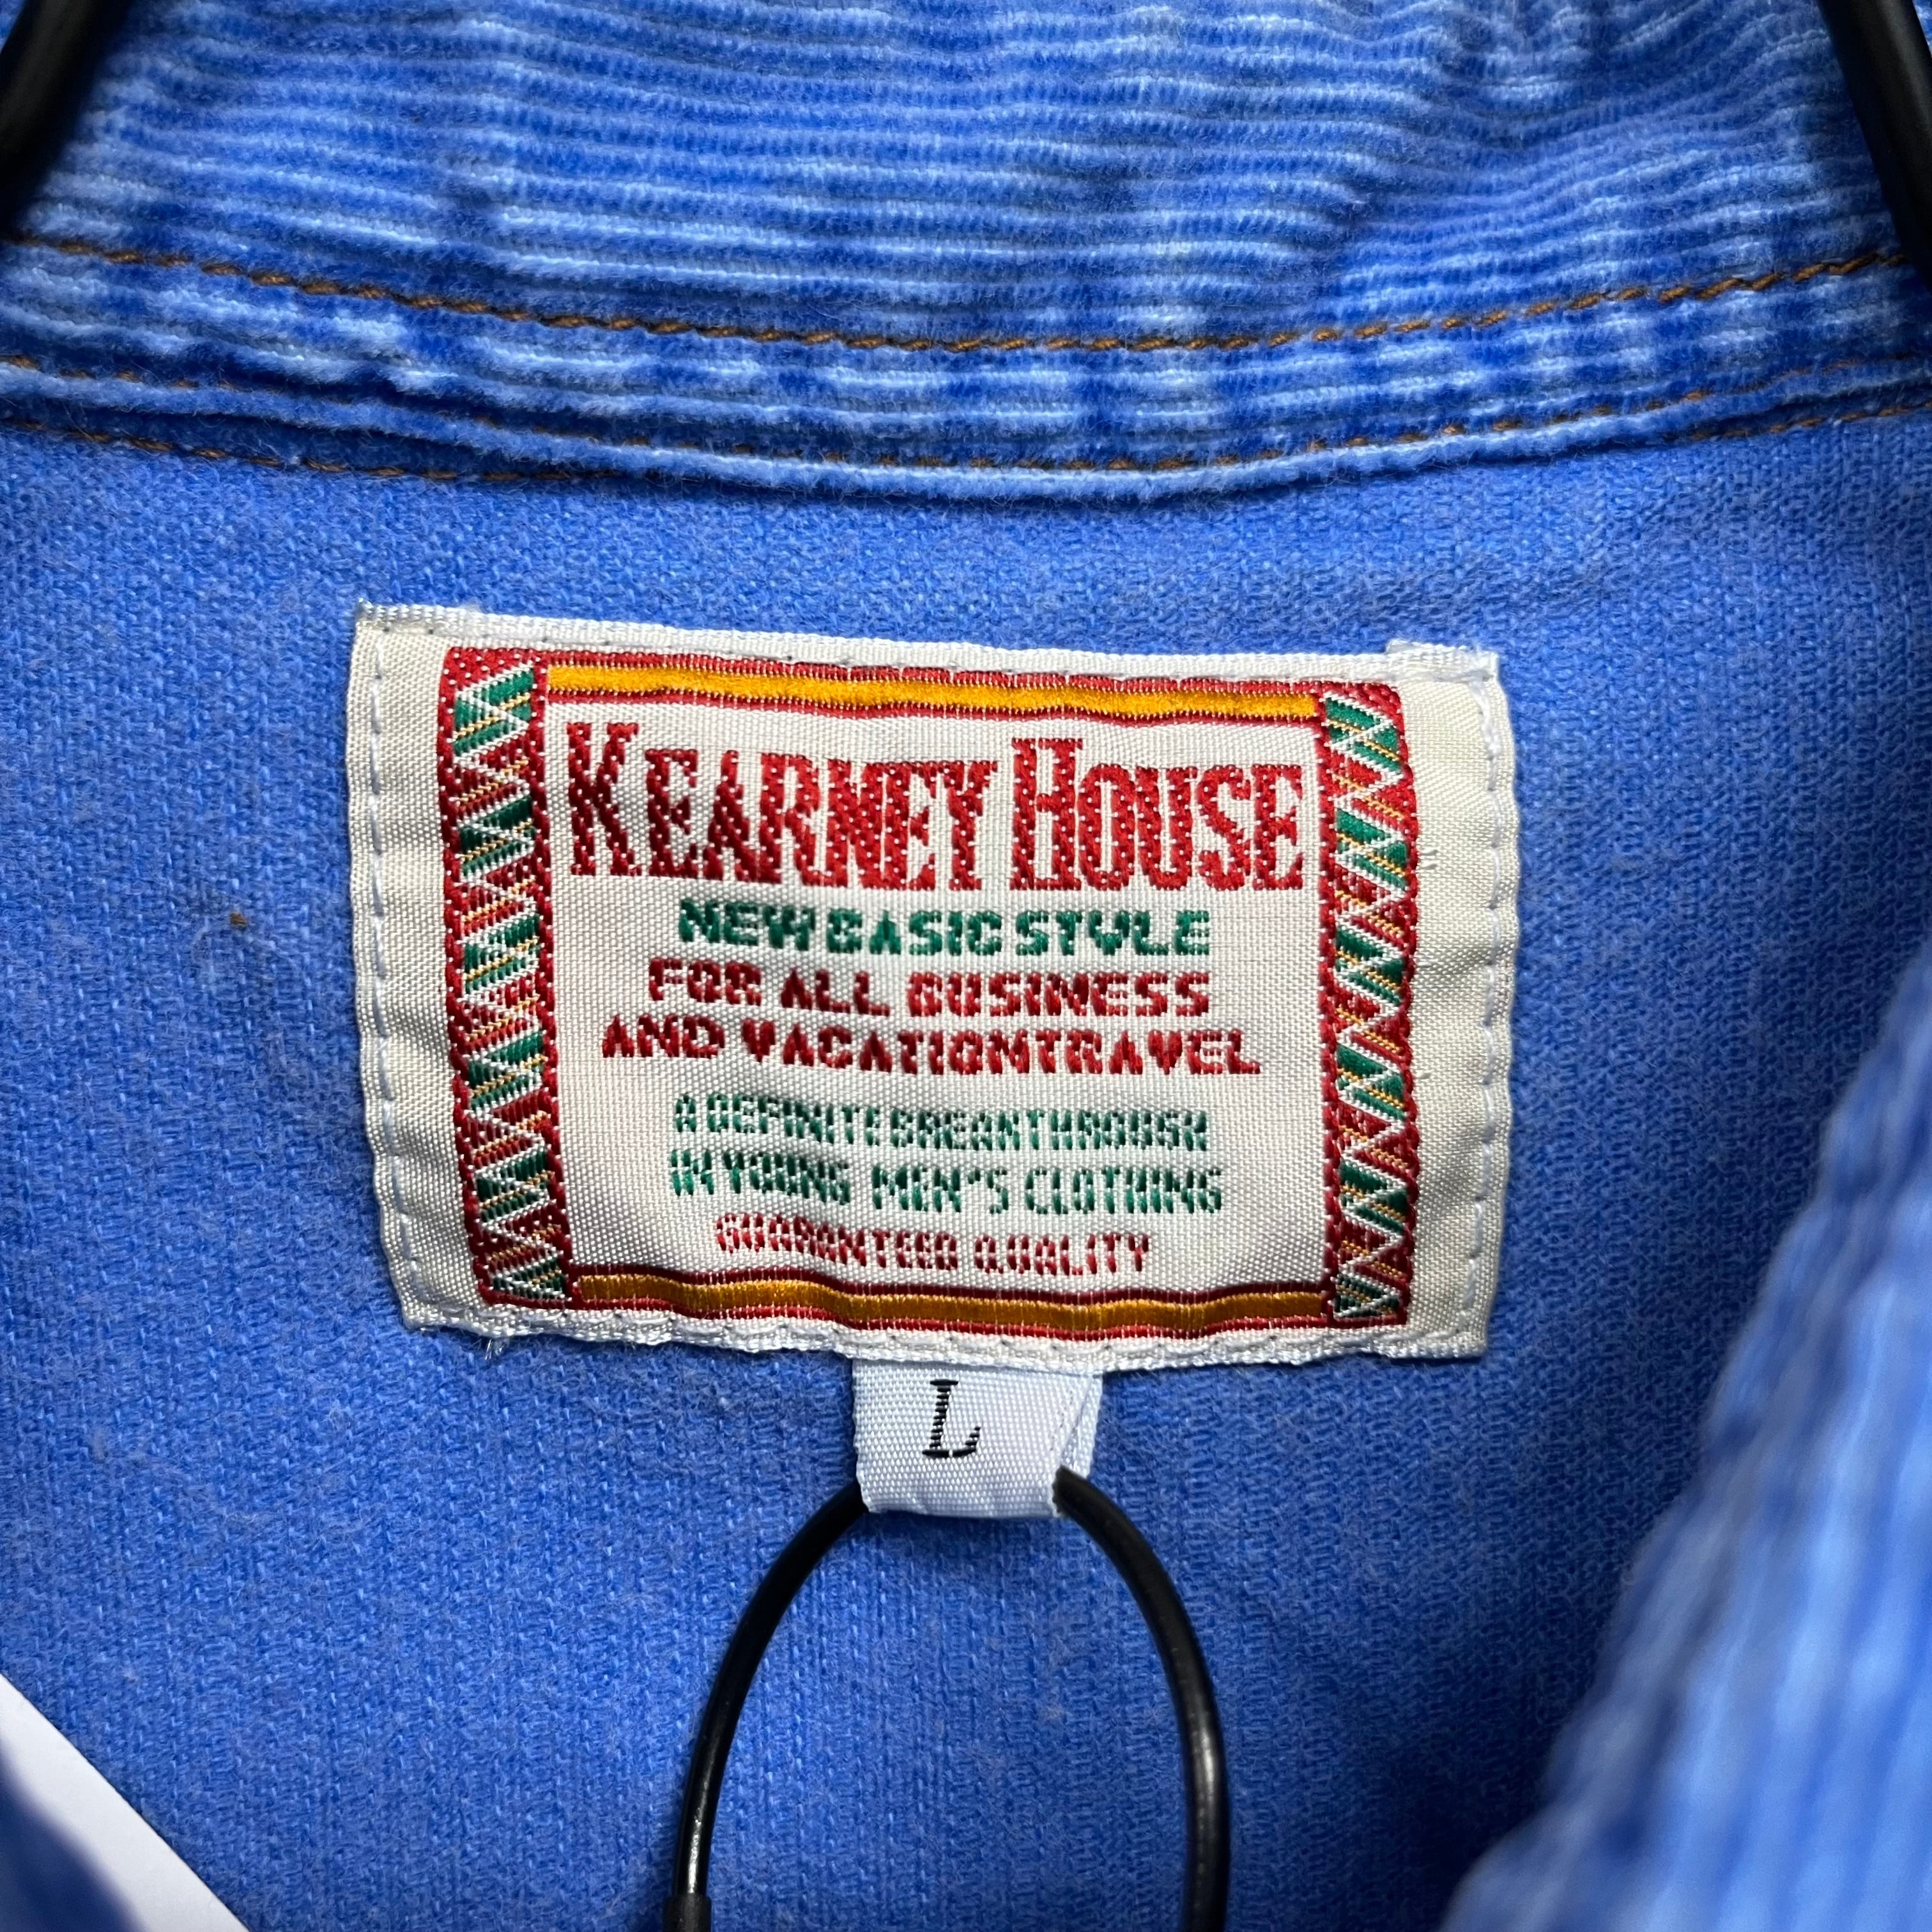 KEARNEY HOUSE
NEW BASIC STYLE
FOR ALL BUSINESS
AND VACATIONTRAVEL
A DEFINITE BREAKTHROUGH
IN YOUNG MEN'S CLOTHING
GUARANTEED QUALITY
L